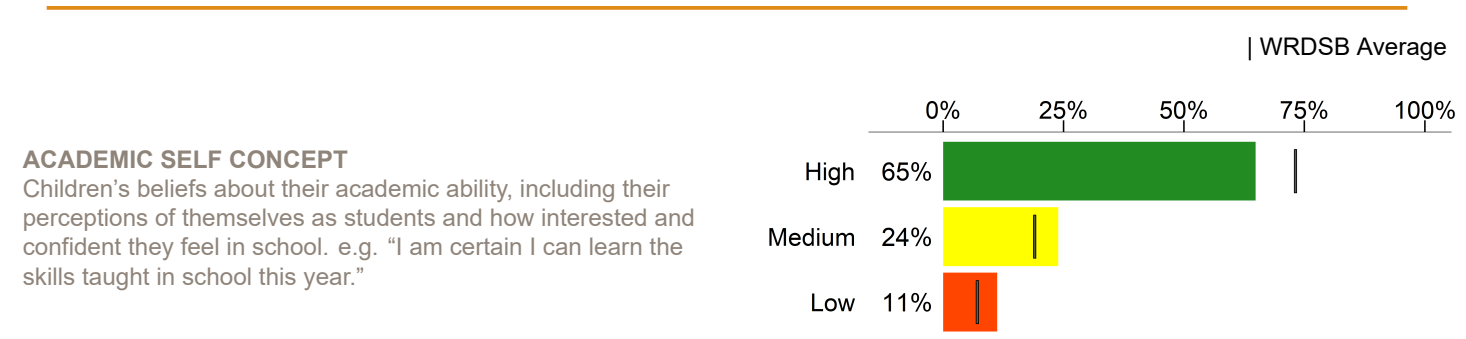 | WRDSB Average
0% 25% 50% 75% 100%
ACADEMIC SELF CONCEPT
Children’s beliefs about their academic ability, including their
perceptions of themselves as students and how interested and
confident they feel in school. e.g. “I am certain I can learn the
skills taught in school this year.”
High 65%
Medium 24%
Low 11%